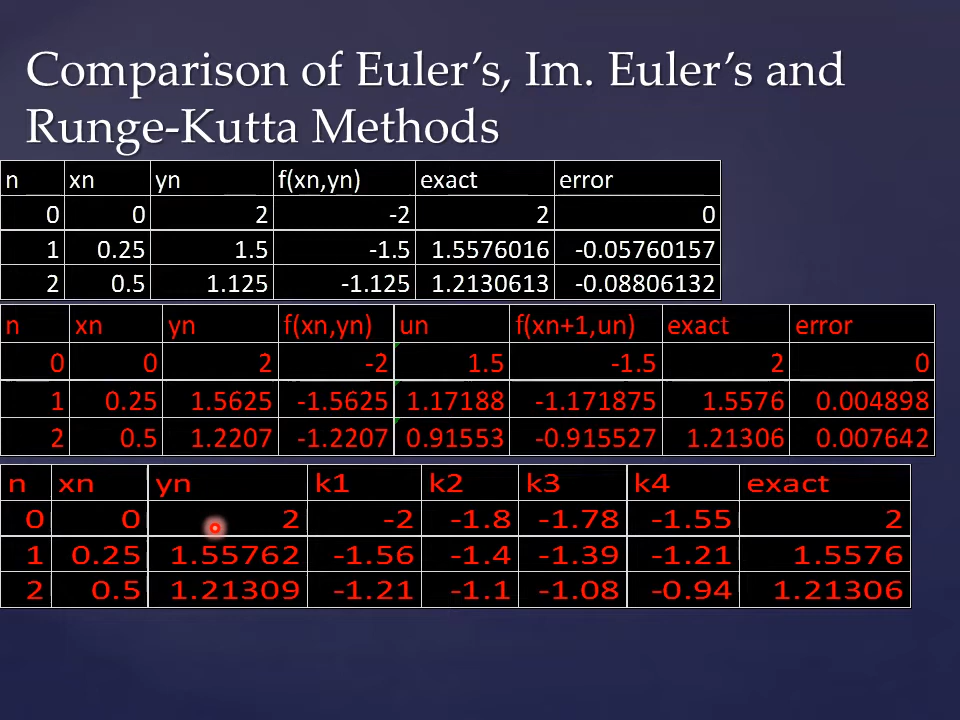 Comparison of Euler's, Im. Euler's and
Runge-Kutta Methods
n xn yn f(xn,yn) exact error
0 0 2 -2 2 0
1 0.25 1.5 -1.5 1.5576016 -0.05760157
2 0.5 1.125 -1.125 1.2130613 -0.08806132
n xn yn f(xn,yn) un f(xn+1,un) exact error
0 0 2 -2 1.5 -1.5 2 0
1 0.25 1.5625 -1.5625 1.17188 -1.171875 1.5576 0.004898
2 0.5 1.2207 -1.2207 0.91553 -0.915527 1.21306 0.007642
n xn yn k1 k2 k3 k4 exact
0 0 2 -2 -1.8 -1.78 -1.55 2
1 0.25 1.55762 -1.56 -1.4 -1.39 -1.21 1.5576
2 0.5 1.21309 -1.21 -1.1 -1.08 -0.94 1.21306